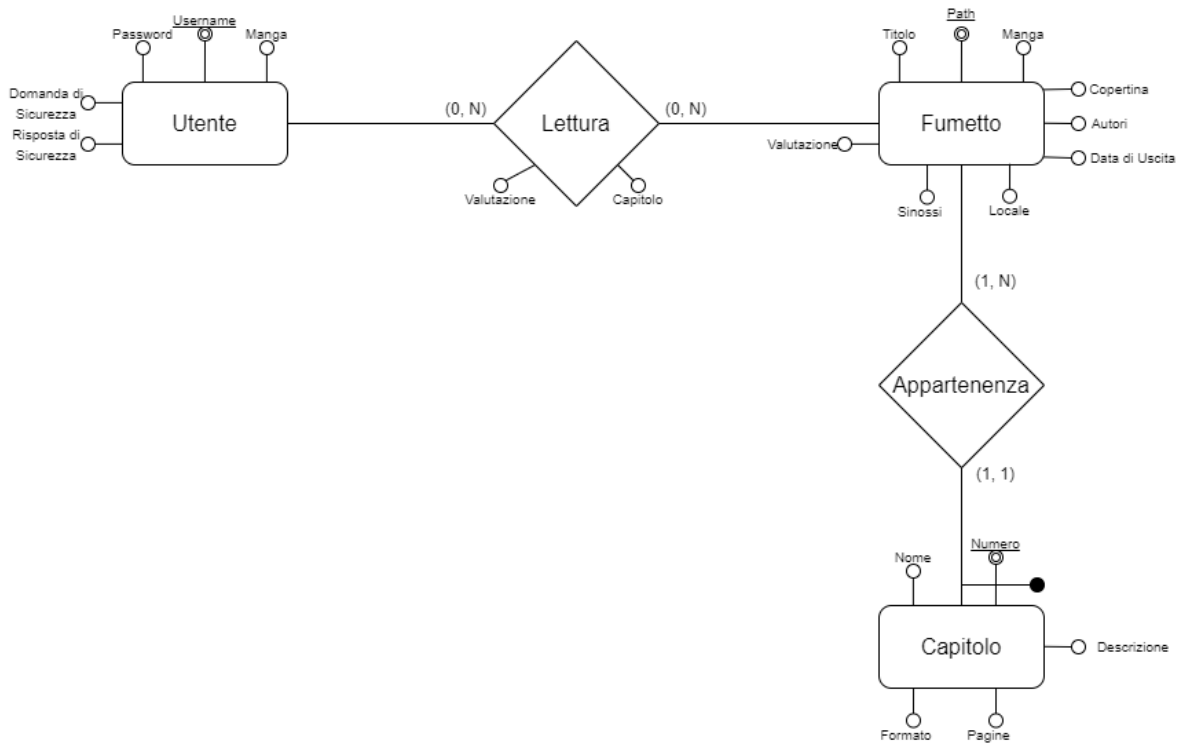 Username
Password
Manga
Domanda di
Sicurezza
Risposta di
Sicurezza
Utente
(0, N)
Lettura
(0, N)
Valutazione
Capitolo
Path
Titolo
Manga
Copertina
Fumetto
Autori
Valutazione
Data di Uscita
Sinossi
Locale
(1, N)
Appartenenza
(1, 1)
Numero
Nome
Capitolo
Descrizione
Formato
Pagine